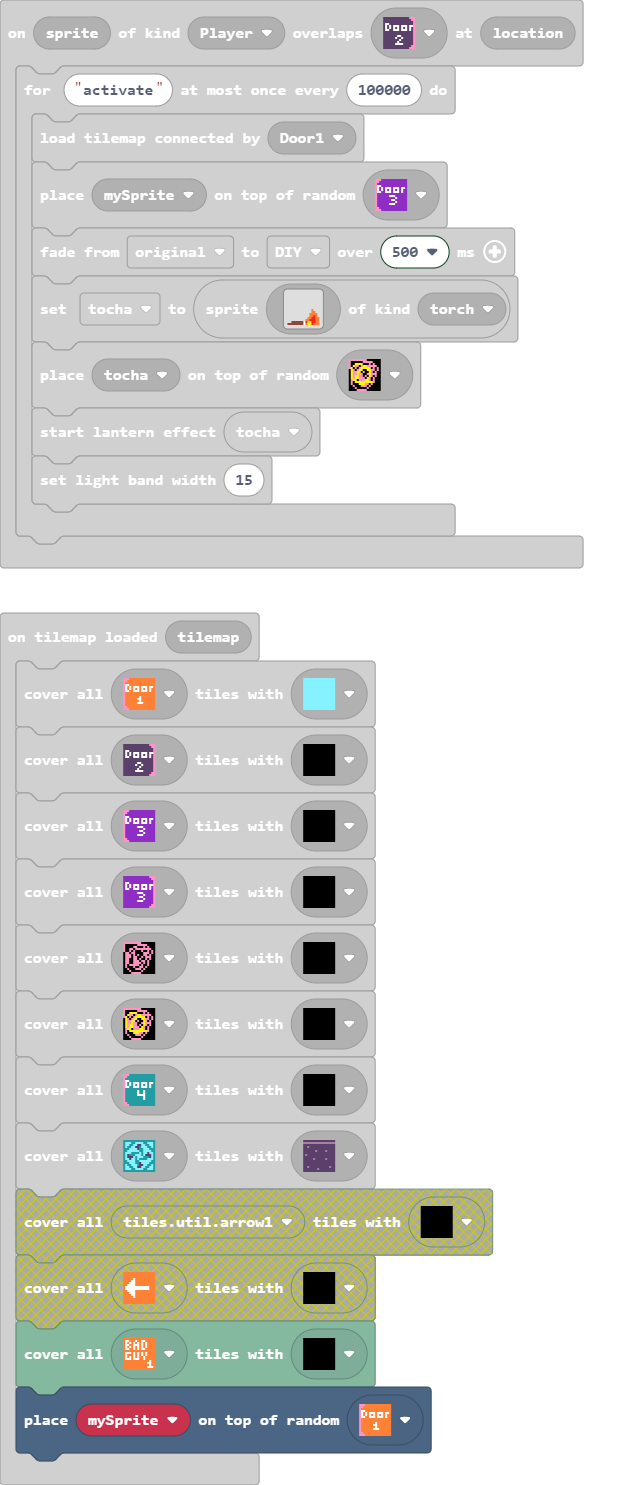 on sprite of kind Player overlaps Door 2 at location
for "activate" at most once every 100000 do
load tilemap connected by Door1
place mySprite on top of random Door 3
fade from original to DIY over 500 ms
set tocha to sprite of kind torch
place tocha on top of random
start lantern effect tocha
set light band width 15
on tilemap loaded tilemap
cover all Door 1 tiles with
cover all Door 2 tiles with
cover all Door 3 tiles with
cover all Door 3 tiles with
cover all tiles with
cover all tiles with
cover all Door 4 tiles with
cover all tiles with
cover all tiles.util.arrow1 tiles with
cover all tiles with
cover all BAD GUY 1 tiles with
place mySprite on top of random Door 1